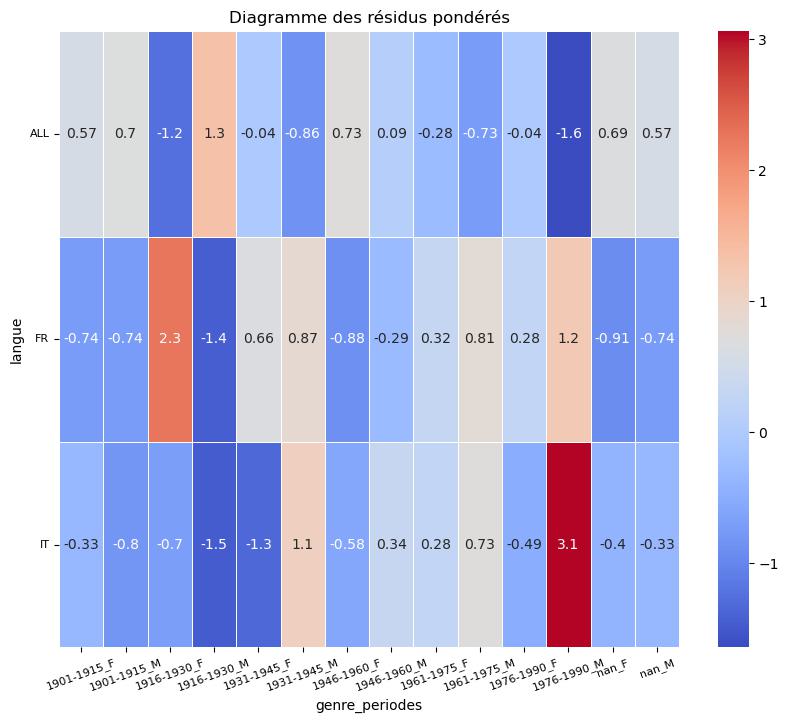 Diagramme des résidus pondérés
3
ALL 0.57 0.7 -1.2 1.3 -0.04 -0.86 0.73 0.09 -0.28 -0.73 -0.04 -1.6 0.69 0.57
2
langue
FR -0.74 -0.74 2.3 -1.4 0.66 0.87 -0.88 -0.29 0.32 0.81 0.28 1.2 -0.91 -0.74
1
0
IT -0.33 -0.8 -0.7 -1.5 -1.3 1.1 -0.58 0.34 0.28 0.73 -0.49 3.1 -0.4 -0.33
−1
1901-1915_F 1901-1915_M 1916-1930_F 1916-1930_M 1931-1945_F 1931-1945_M 1946-1960_F 1946-1960_M 1961-1975_F 1961-1975_M 1976-1990_F 1976-1990_M nan_F nan_M
genre_periodes